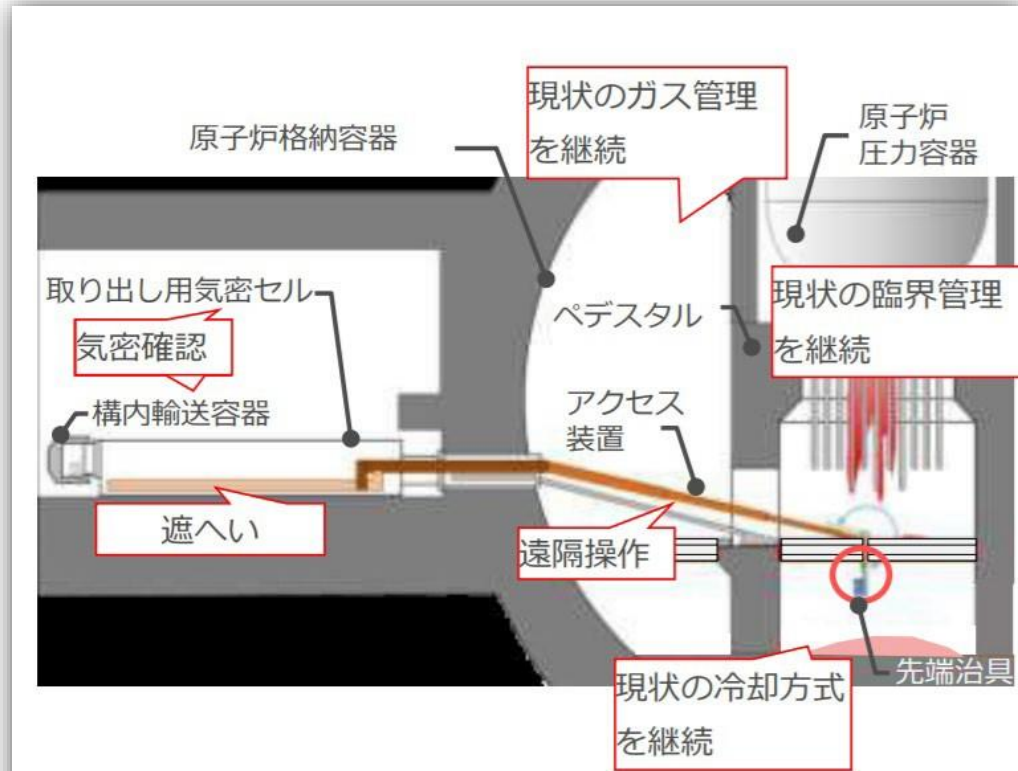 現状のガス管理
を継続
原子炉格納容器
原子炉
圧力容器
取り出し用気密セル
気密確認
ペデスタル
現状の臨界管理
を継続
構内輸送容器
アクセス
装置
遮へい
遠隔操作
先端治具
現状の冷却方式
を継続